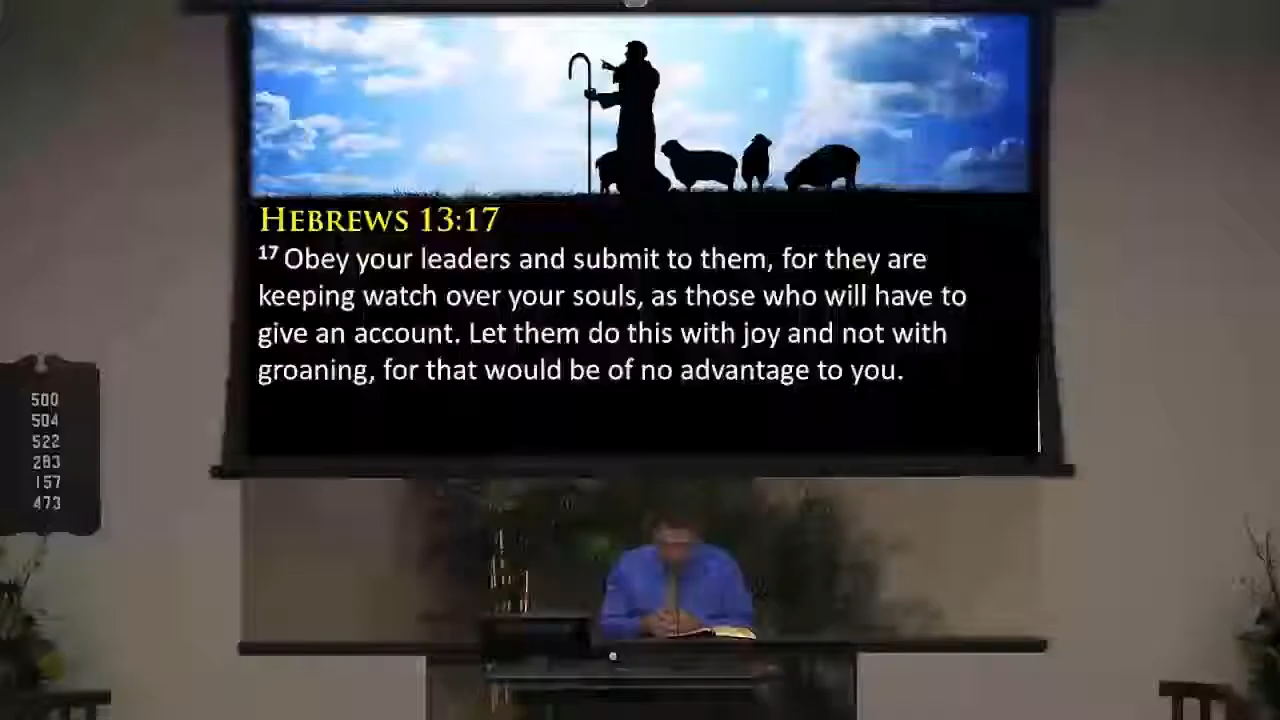 HEBREWS 13:17
17 Obey your leaders and submit to them, for they are
keeping watch over your souls, as those who will have to
give an account. Let them do this with joy and not with
groaning, for that would be of no advantage to you.
500
504
522
283
157
473